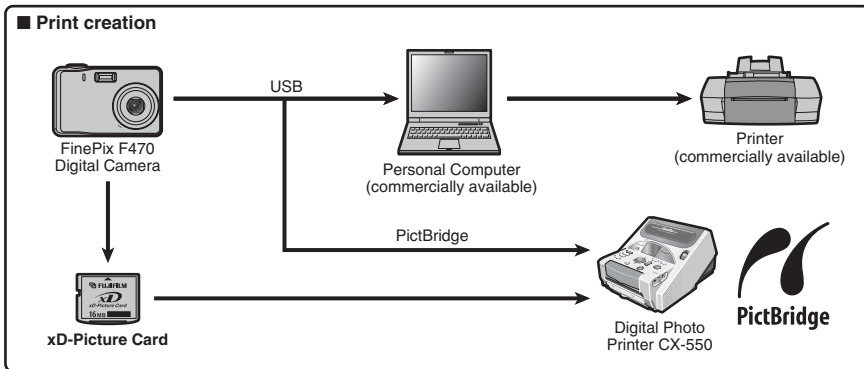 ■ Print creation
USB
FinePix F470
Digital Camera
Personal Computer
(commercially available)
Printer
(commercially available)
PictBridge
FUJIFILM
xD
xD-Picture Card
16MB
xD-Picture Card
Digital Photo
Printer CX-550
PictBridge